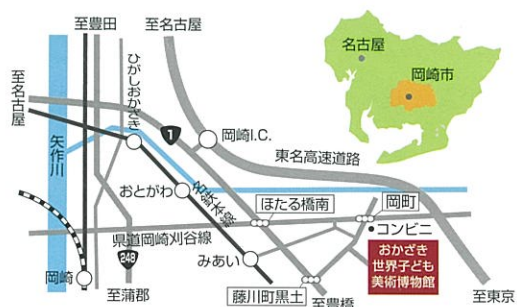 至豊田
至名古屋
名古屋
岡崎市
至名古屋
ひがしおかざき
1
岡崎I.C.
東名高速道路
矢作川
おとがわ
名鉄本線
ほたる橋南
岡町
コンビニ
県道岡崎刈谷線
おかざき
世界子ども
美術博物館
248
みあい
岡崎
藤川町黒土
至蒲郡
至豊橋
至東京